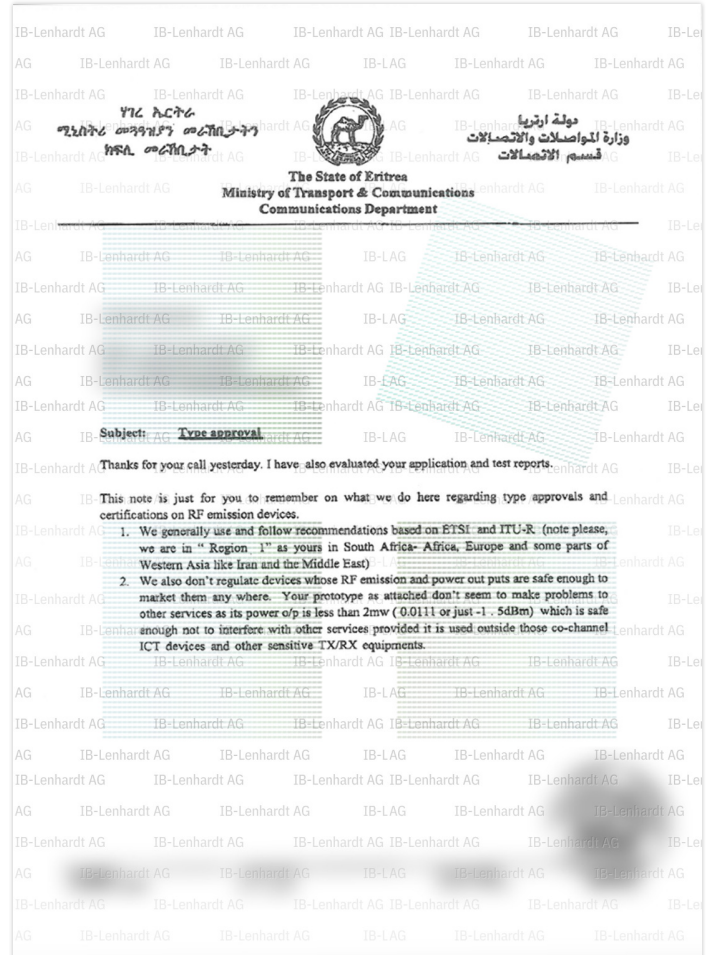 ሃገረ ኤርትራ
ሚኒስትሪ መጓዓዝያን መራኸቢታትን
ክፍሊ መራኸቢታት
دولة ارتريا
وزارة المواصلات والاتصالات
قسم الاتصالات
The State of Eritrea
Ministry of Transport & Communications
Communications Department
Subject: Type approval
Thanks for your call yesterday. I have also evaluated your application and test reports.
This note is just for you to remember on what we do here regarding type approvals and
certifications on RF emission devices.
1. We generally use and follow recommendations based on ETSI and ITU-R (note please,
we are in “ Region 1” as yours in South Africa- Africa, Europe and some parts of
Western Asia like Iran and the Middle East)
2. We also don't regulate devices whose RF emission and power out puts are safe enough to
market them any where. Your prototype as attached don't seem to make problems to
other services as its power o/p is less than 2mw ( 0.0111 or just -1 . 5dBm) which is safe
enough not to interfere with other services provided it is used outside those co-channel
ICT devices and other sensitive TX/RX equipments.
IB-Lenhardt AG